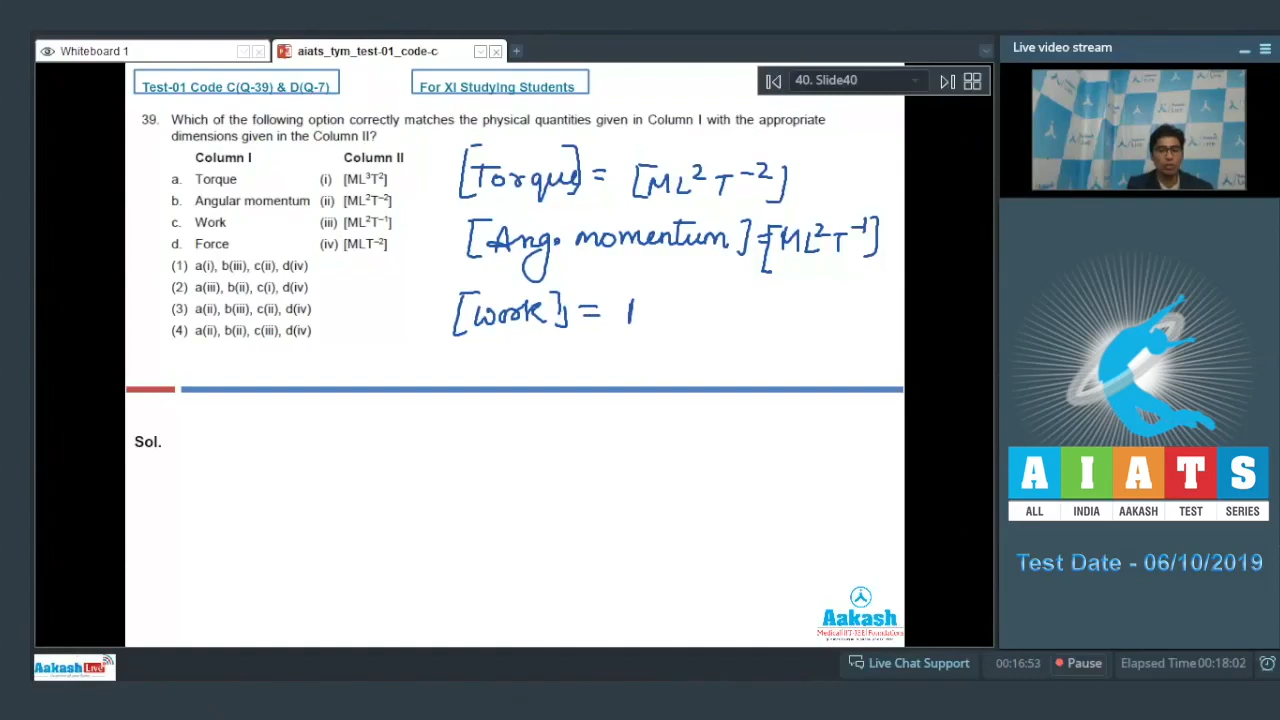 Whiteboard 1
aiats_tym_test-01_code-c
Live video stream
Test-01 Code C(Q-39) & D(Q-7)
For XI Studying Students
40. Slide40
39. Which of the following option correctly matches the physical quantities given in Column I with the appropriate
dimensions given in the Column II?
Column I Column II
a. Torque (i) [ML³T²]
b. Angular momentum (ii) [ML²T⁻²]
c. Work (iii) [ML²T⁻¹]
d. Force (iv) [MLT⁻²]
(1) a(i), b(iii), c(ii), d(iv)
(2) a(iii), b(ii), c(i), d(iv)
(3) a(ii), b(iii), c(ii), d(iv)
(4) a(ii), b(ii), c(iii), d(iv)
[Torque] = [ML²T⁻²]
[Ang. momentum] = [ML²T⁻¹]
[Work] =
Sol.
Aakash
Medical|IIT-JEE|Foundations
AIATS
ALL INDIA AAKASH TEST SERIES
Test Date - 06/10/2019
Aakash Live
Live Chat Support
00:16:53
Pause
Elapsed Time 00:18:02